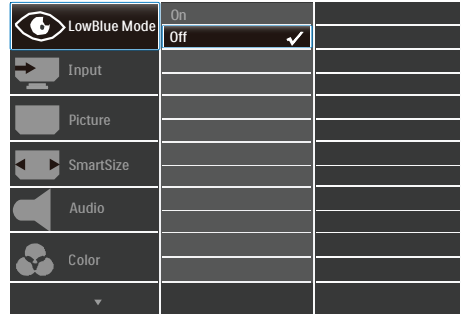 LowBlue Mode
On
Off
Input
Picture
SmartSize
Audio
Color